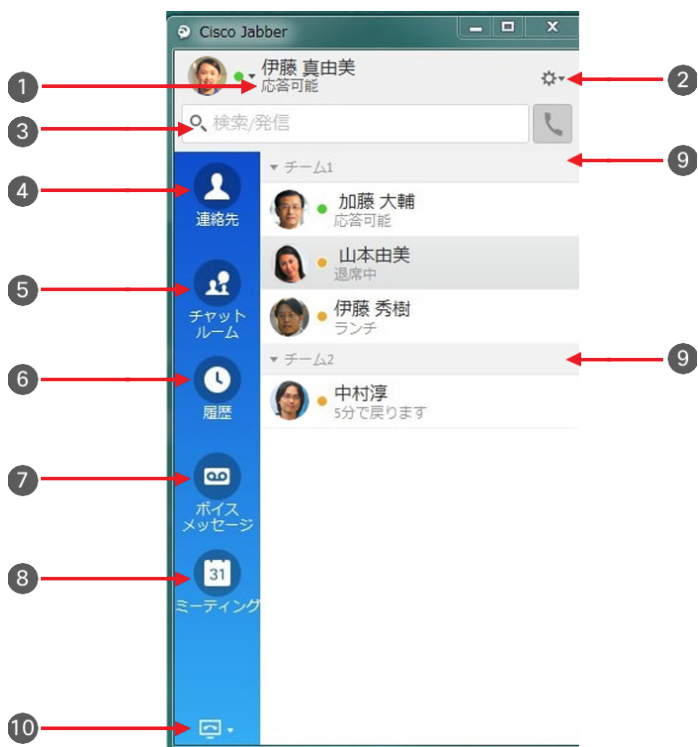 Cisco Jabber
伊藤 真由美
応答可能
1
2
検索/発信
3
チーム1
9
4
連絡先
加藤 大輔
応答可能
山本由美
退席中
5
チャット
ルーム
伊藤 秀樹
ランチ
チーム2
9
6
履歴
中村淳
5分で戻ります
7
ボイス
メッセージ
8
31
ミーティング
10